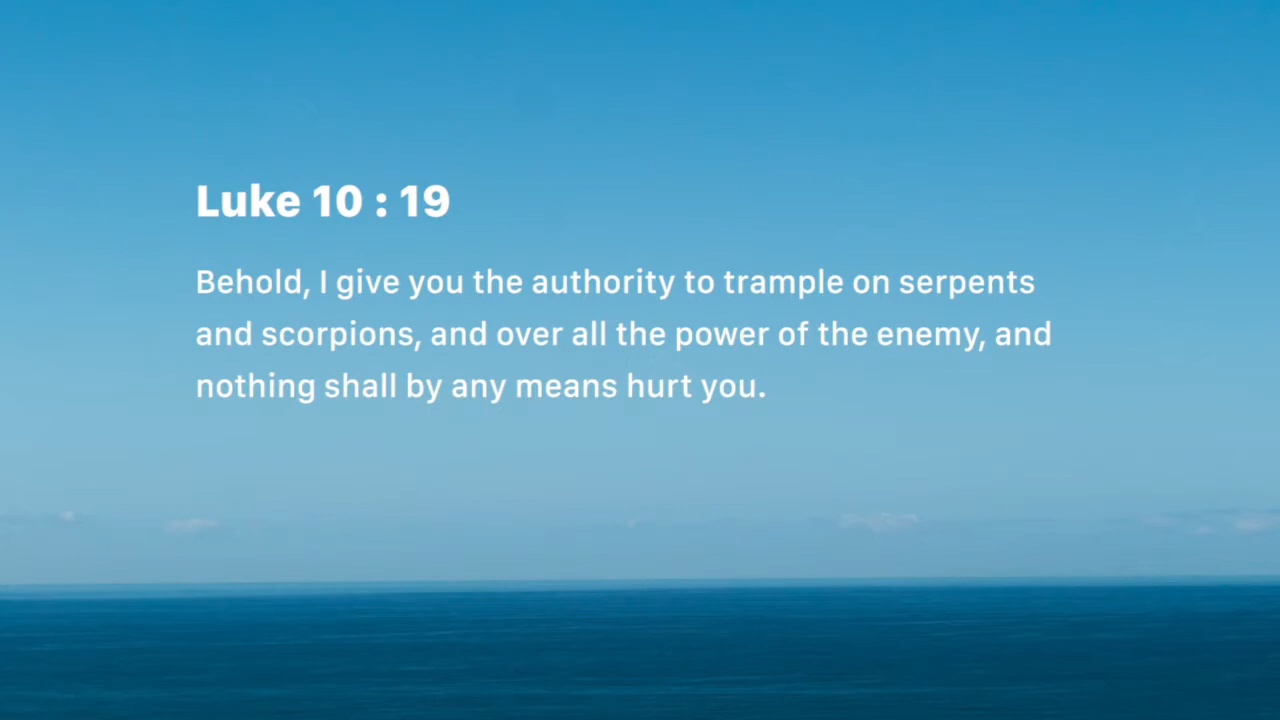 Luke 10 : 19
Behold, I give you the authority to trample on serpents
and scorpions, and over all the power of the enemy, and
nothing shall by any means hurt you.